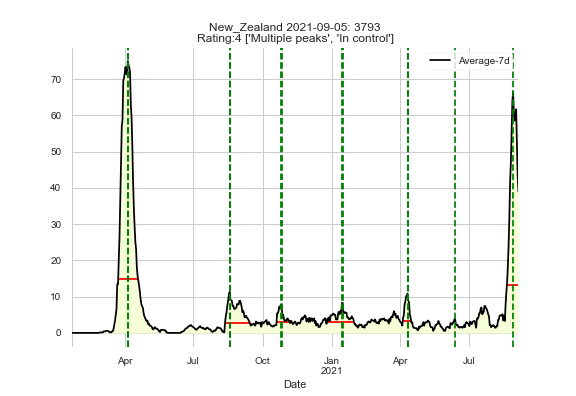 New_Zealand 2021-09-05: 3793
Rating:4 ['Multiple peaks', 'In control']
Average-7d
70
60
50
40
30
20
10
0
Apr Jul Oct Jan Apr Jul
2021
Date